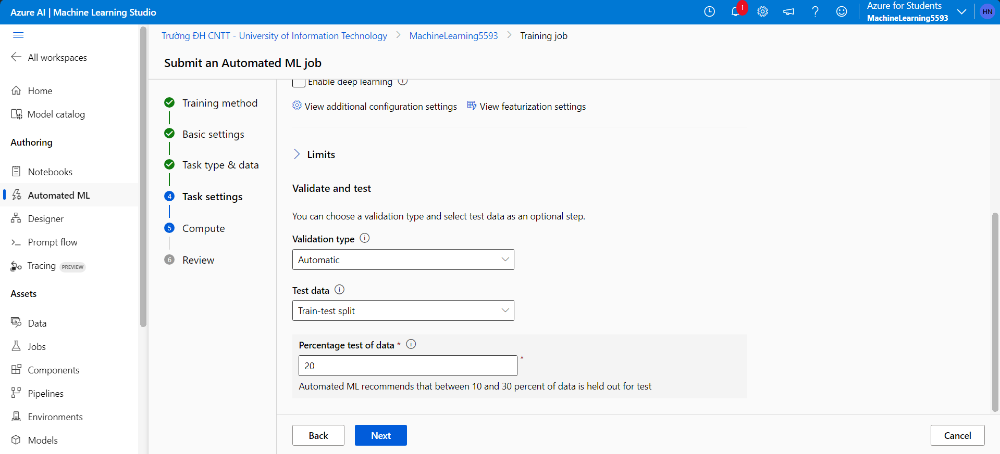 Azure AI | Machine Learning Studio
1
Azure for Students
MachineLearning5593
HN
All workspaces
Home
Model catalog
Authoring
Notebooks
Automated ML
Designer
Prompt flow
Tracing PREVIEW
Assets
Data
Jobs
Components
Pipelines
Environments
Models
Trường ĐH CNTT - University of Information Technology > MachineLearning5593 > Training job
Submit an Automated ML job
Training method
Basic settings
Task type & data
4 Task settings
5 Compute
6 Review
Enable deep learning
View additional configuration settings View featurization settings
Limits
Validate and test
You can choose a validation type and select test data as an optional step.
Validation type
Automatic
Test data
Train-test split
Percentage test of data *
20 *
Automated ML recommends that between 10 and 30 percent of data is held out for test
Back Next Cancel